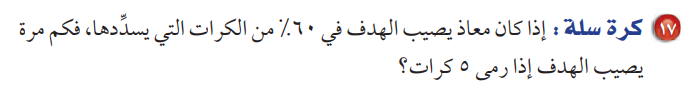 ١٧ كرة سلة : إذا كان معاذ يصيب الهدف في ٦٠٪ من الكرات التي يسدِّدها، فكم مرة
يصيب الهدف إذا رمى ٥ كرات؟